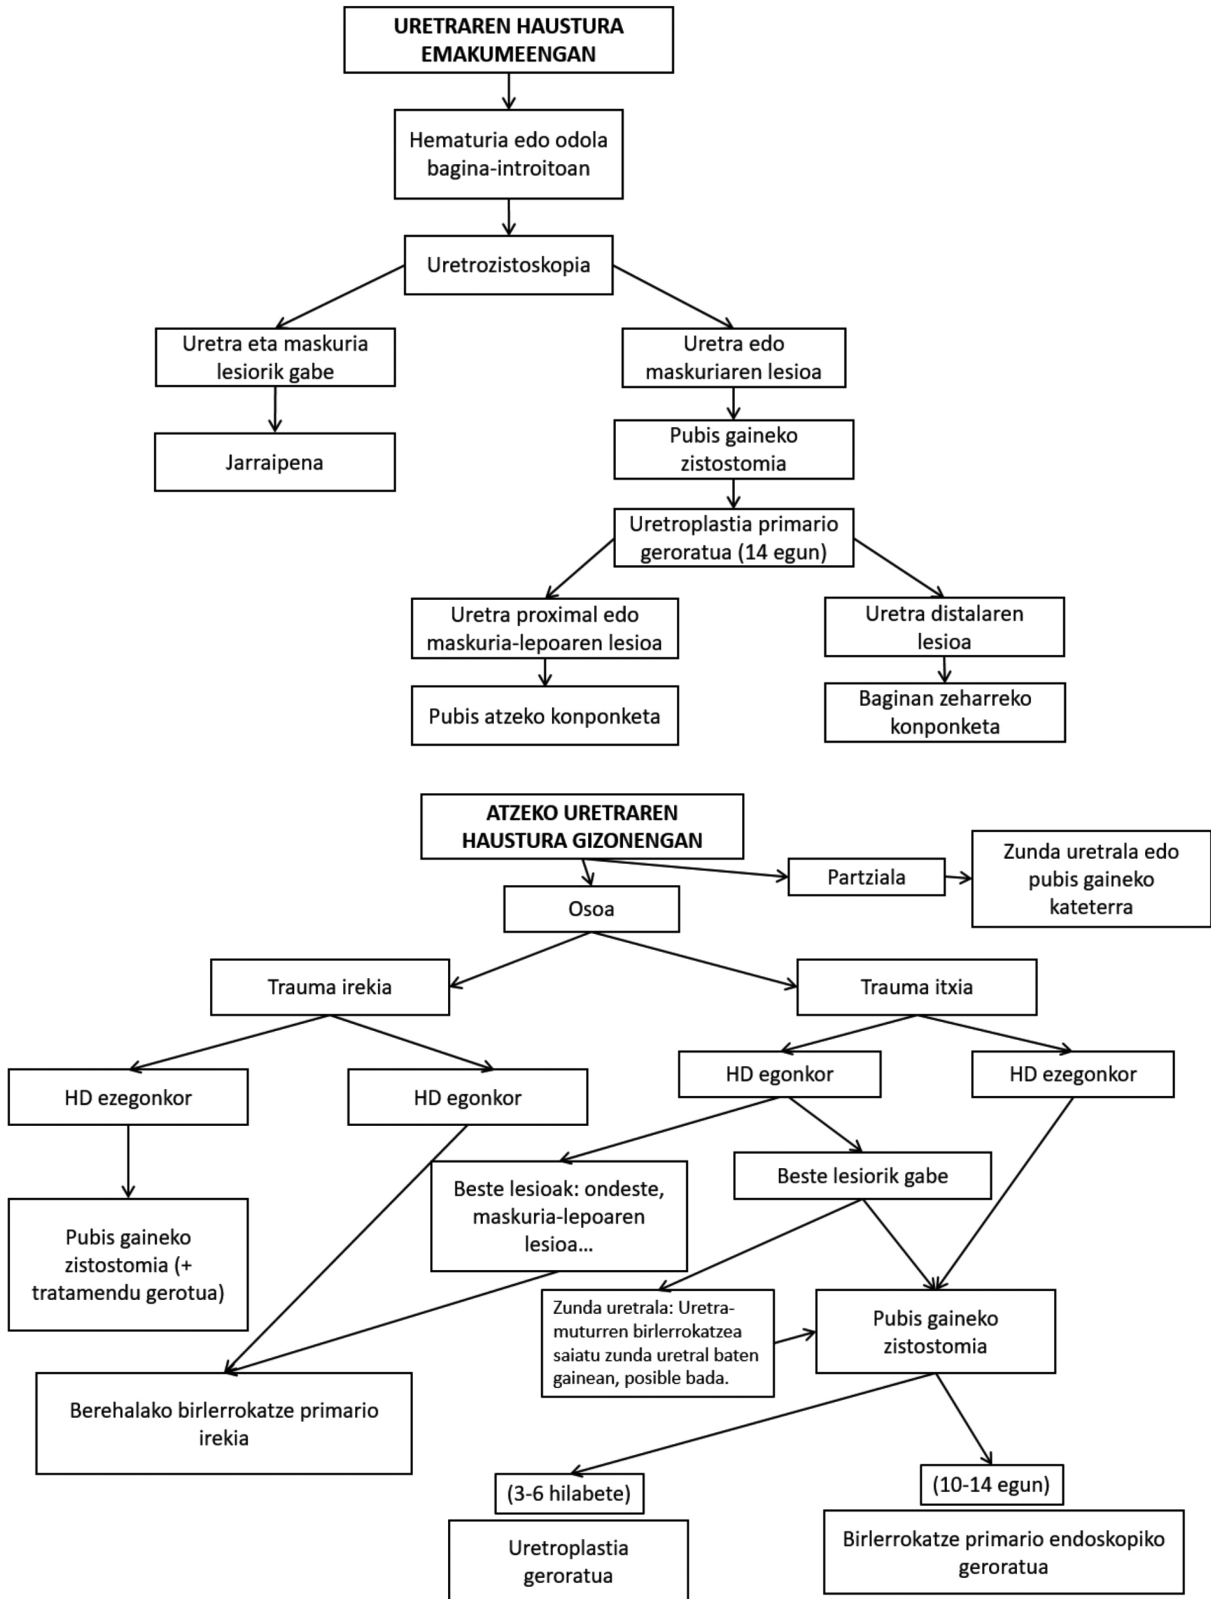 URETRAREN HAUSTURA
EMAKUMEENGAN
Hematuria edo odola
bagina-introitoan
Uretrozistoskopia
Uretra eta maskuria
lesiorik gabe
Uretra edo
maskuriaren lesioa
Jarraipena
Pubis gaineko
zistostomia
Uretroplastia primario
geroratua (14 egun)
Uretra proximal edo
maskuria-lepoaren lesioa
Uretra distalaren
lesioa
Pubis atzeko konponketa
Baginan zeharreko
konponketa
ATZEKO URETRAREN
HAUSTURA GIZONENGAN
Partziala
Zunda uretrala edo
pubis gaineko
kateterra
Osoa
Trauma irekia
Trauma itxia
HD ezegonkor
HD egonkor
HD egonkor
HD ezegonkor
Beste lesioak: ondeste,
maskuria-lepoaren
lesioa...
Beste lesiorik gabe
Pubis gaineko
zistostomia (+
tratamendu gerotua)
Zunda uretrala: Uretra-
muturren birlerrokatzea
saiatu zunda uretral baten
gainean, posible bada.
Pubis gaineko
zistostomia
Berehalako birlerrokatze primario
irekia
(3-6 hilabete)
Uretroplastia
geroratua
(10-14 egun)
Birlerrokatze primario endoskopiko
geroratua